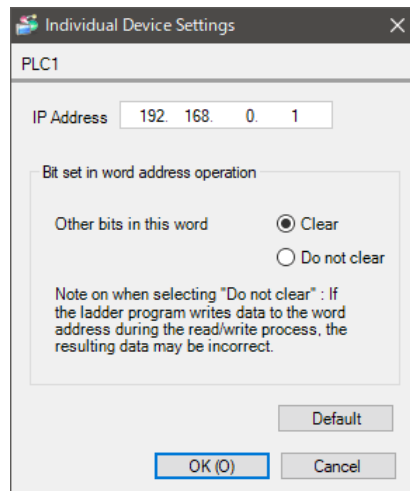 Individual Device Settings
PLC1
IP Address 192. 168. 0. 1
Bit set in word address operation
Other bits in this word Clear
Do not clear
Note on when selecting "Do not clear" : If
the ladder program writes data to the word
address during the read/write process, the
resulting data may be incorrect.
Default
OK (O) Cancel